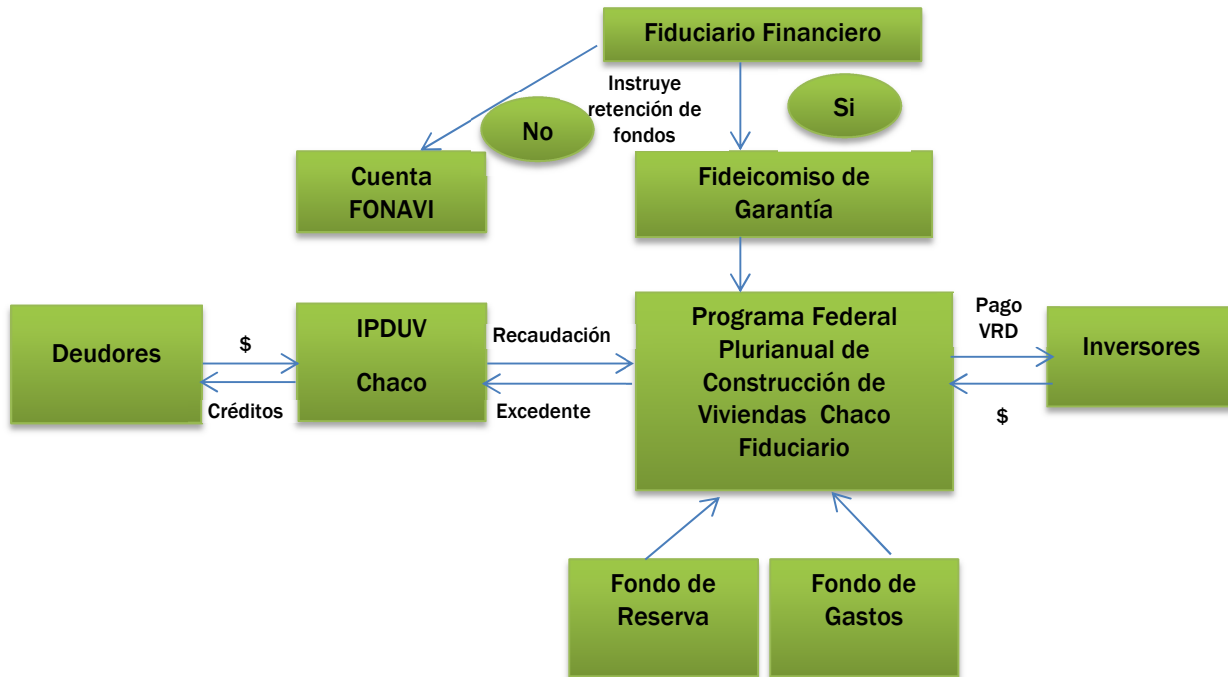 Fiduciario Financiero
Instruye
retención de
fondos
No
Si
Cuenta
FONAVI
Fideicomiso de
Garantía
Deudores
$
Créditos
IPDUV
Chaco
Recaudación
Excedente
Programa Federal
Plurianual de
Construcción de
Viviendas Chaco
Fiduciario
Pago
VRD
$
Inversores
Fondo de
Reserva
Fondo de
Gastos